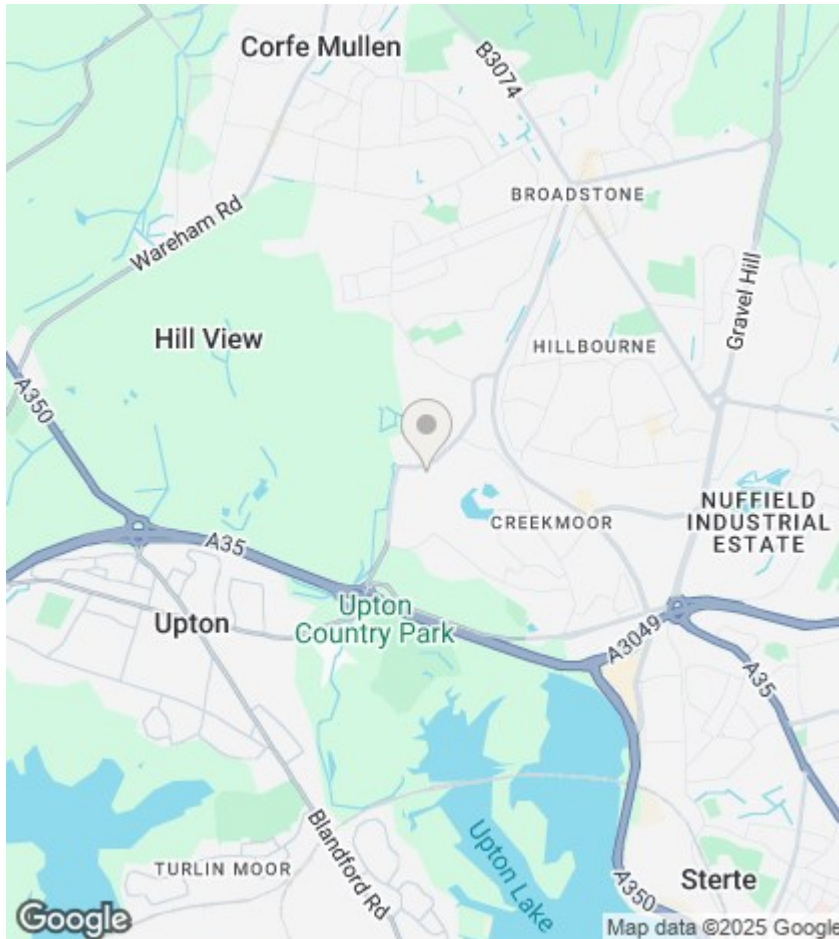 Corfe Mullen
B3074
BROADSTONE
Wareham Rd
Gravel Hill
Hill View
HILLBOURNE
A350
NUFFIELD
INDUSTRIAL
ESTATE
CREEKMOOR
A35
Upton
Country Park
Upton
A3049
A35
Blandford Rd
Upton Lake
TURLIN MOOR
A350
Sterte
Google
Map data ©2025 Google